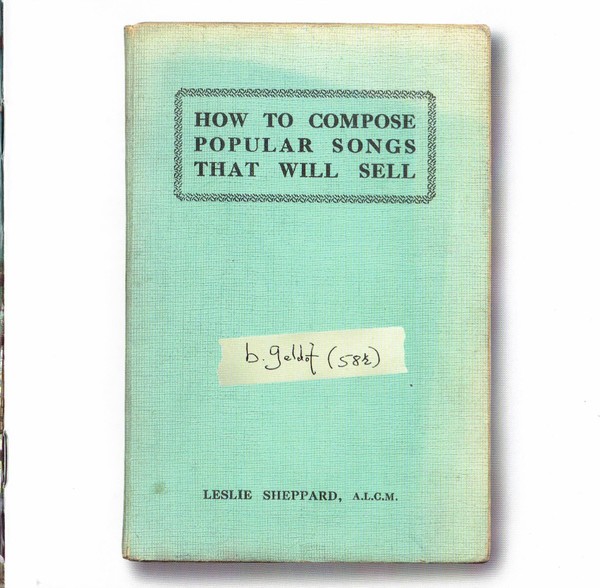 HOW TO COMPOSE
POPULAR SONGS
THAT WILL SELL
b. geldof (58½)
LESLIE SHEPPARD, A.L.C.M.